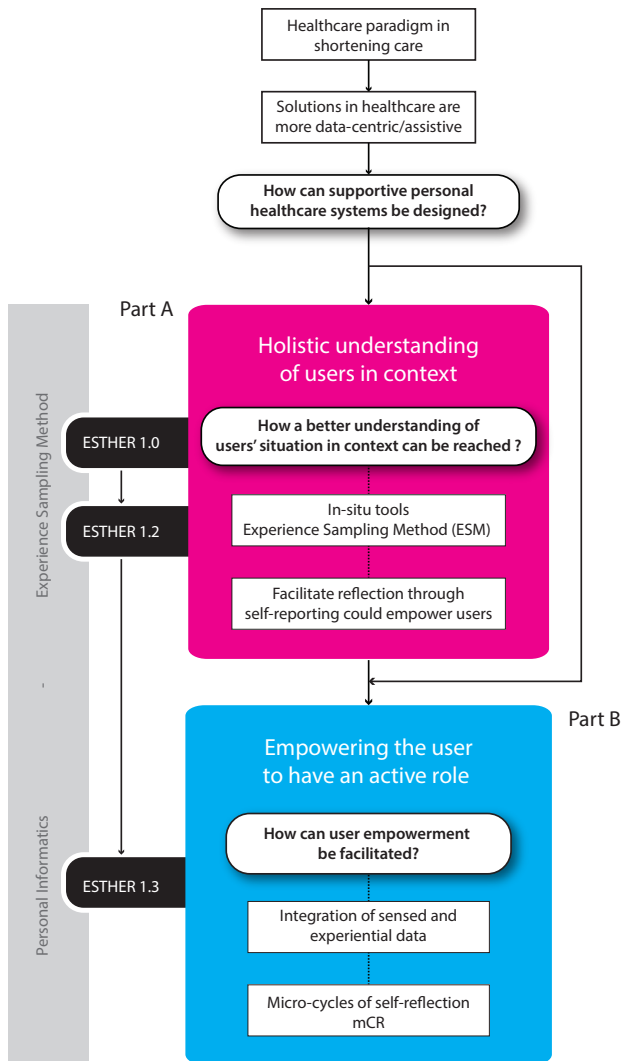 Healthcare paradigm in
shortening care
Solutions in healthcare are
more data-centric/assistive
How can supportive personal
healthcare systems be designed?
Part A
Holistic understanding
of users in context
How a better understanding of
users' situation in context can be reached ?
ESTHER 1.0
In-situ tools
Experience Sampling Method (ESM)
ESTHER 1.2
Facilitate reflection through
self-reporting could empower users
Experience Sampling Method
-
Personal Informatics
Part B
Empowering the user
to have an active role
How can user empowerment
be facilitated?
ESTHER 1.3
Integration of sensed and
experiential data
Micro-cycles of self-reflection
mCR